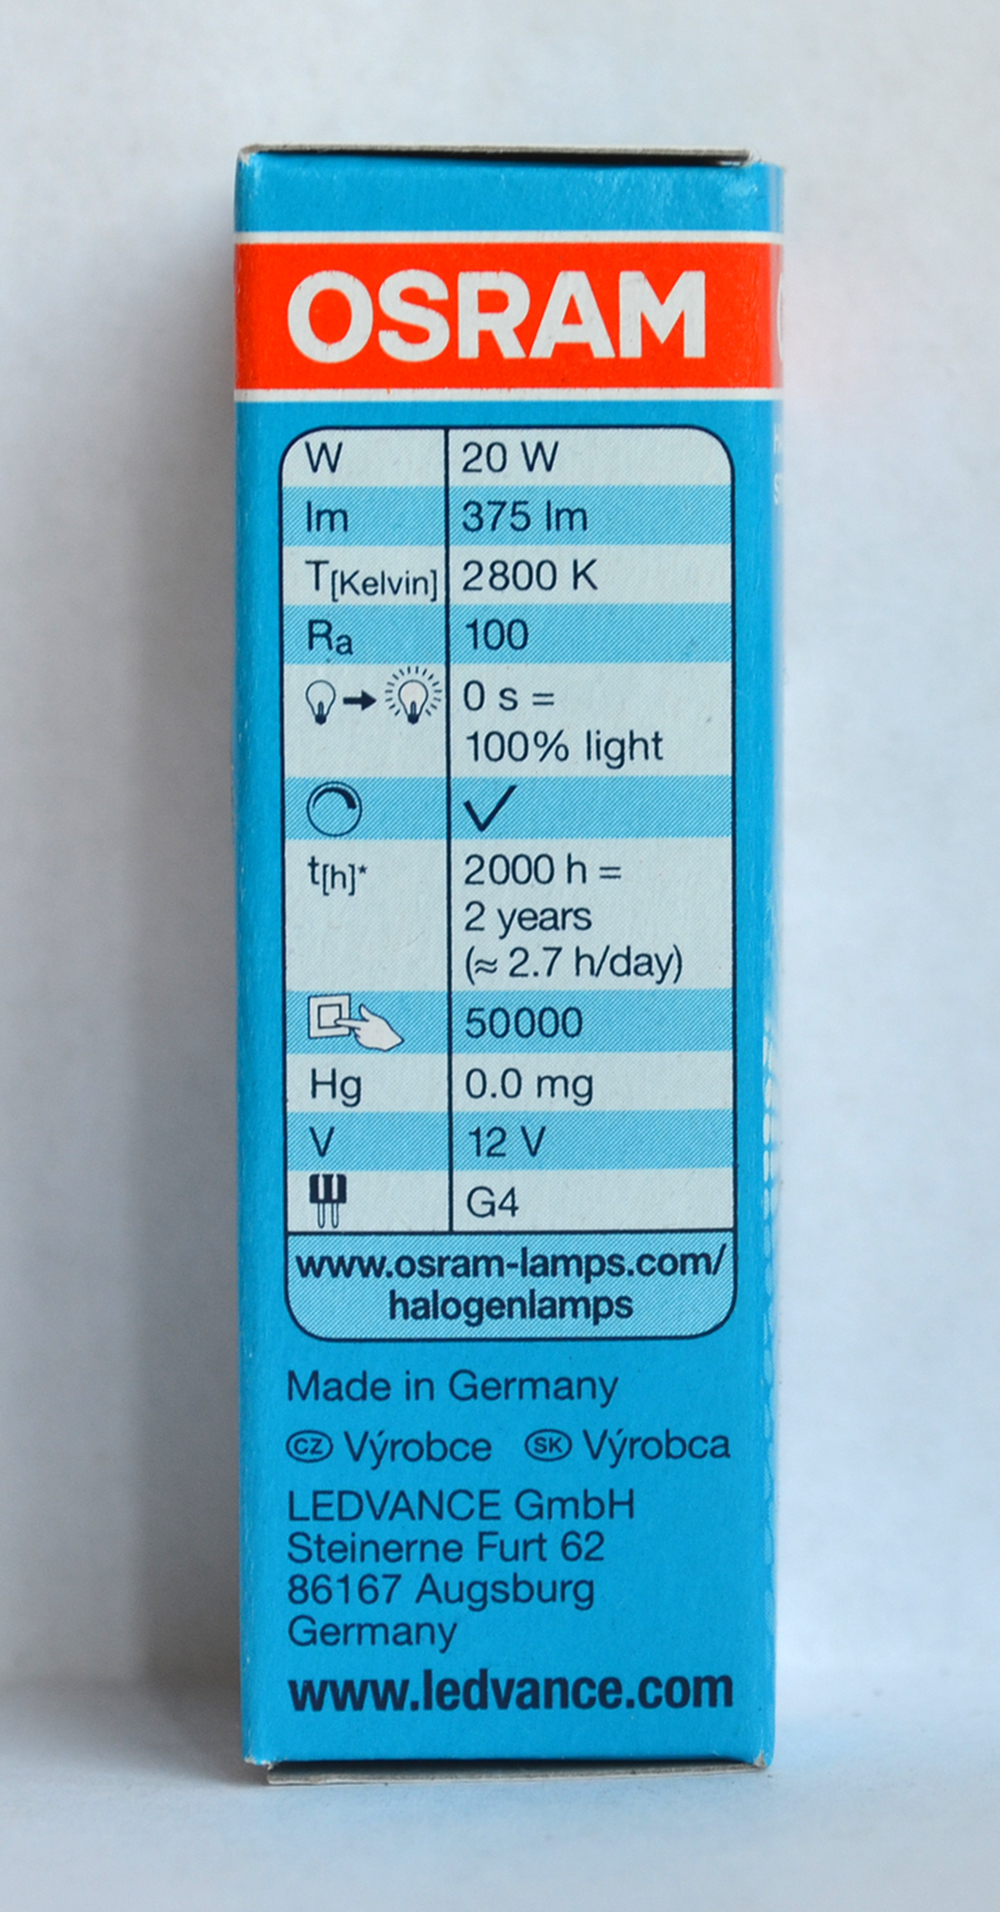 OSRAM
W 20 W
lm 375 lm
T[Kelvin] 2800 K
Ra 100
0 s =
100% light
✓
t[h]* 2000 h =
2 years
(≈ 2.7 h/day)
50000
Hg 0.0 mg
V 12 V
G4
www.osram-lamps.com/
halogenlamps
Made in Germany
CZ Výrobce SK Výrobca
LEDVANCE GmbH
Steinerne Furt 62
86167 Augsburg
Germany
www.ledvance.com